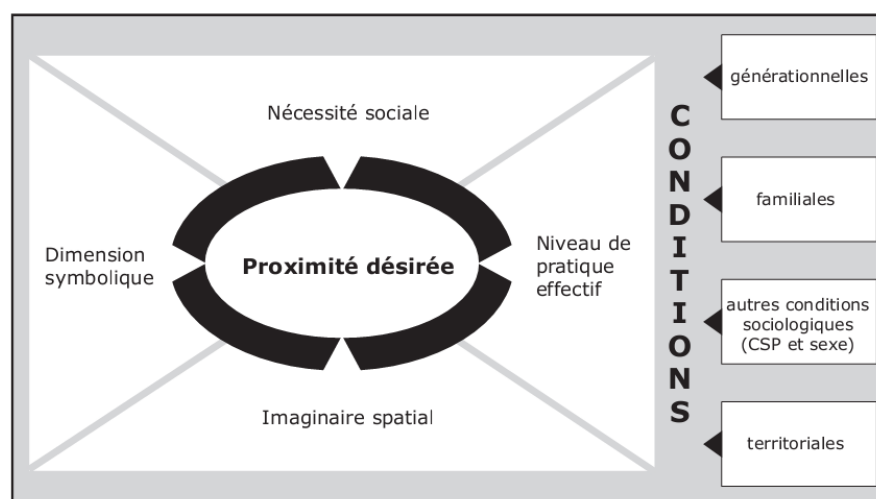 Nécessité sociale
Dimension
symbolique
Proximité désirée
Niveau de
pratique
effectif
Imaginaire spatial
CONDITIONS
générationnelles
familiales
autres conditions
sociologiques
(CSP et sexe)
territoriales